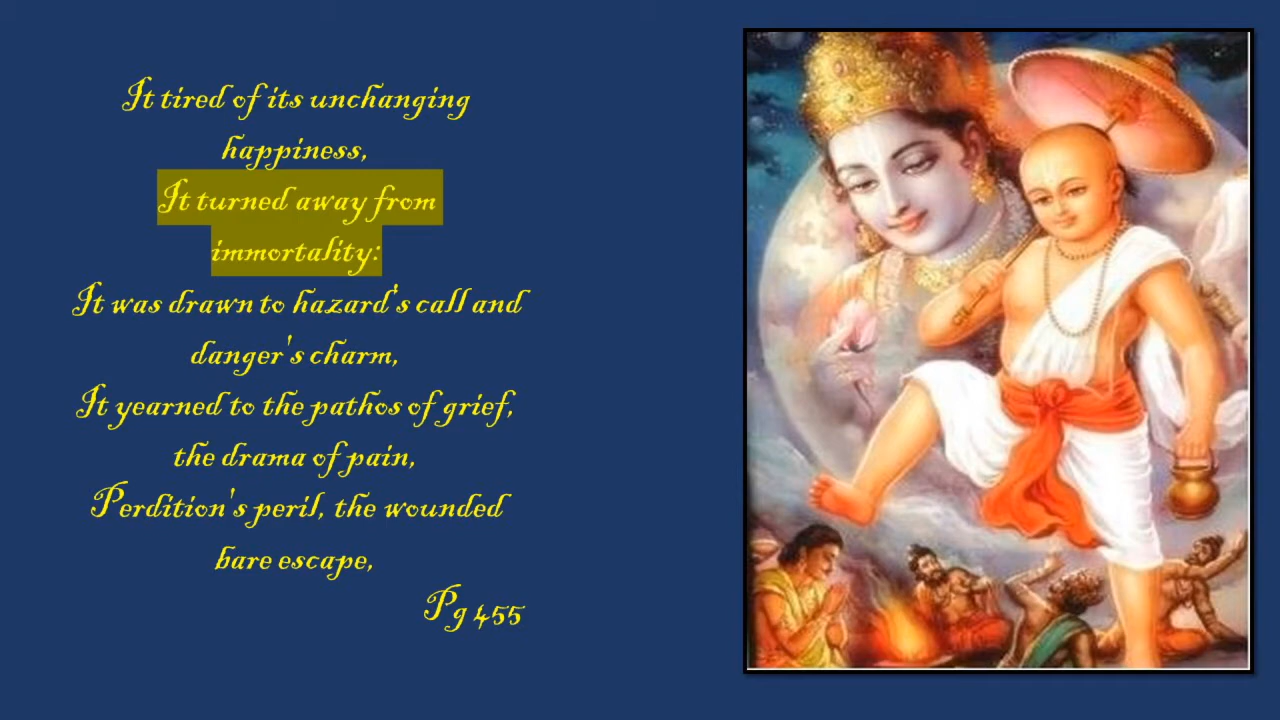 It tired of its unchanging
happiness,
It turned away from
immortality:
It was drawn to hazard's call and
danger's charm,
It yearned to the pathos of grief,
the drama of pain,
Perdition's peril, the wounded
bare escape,
Pg 455